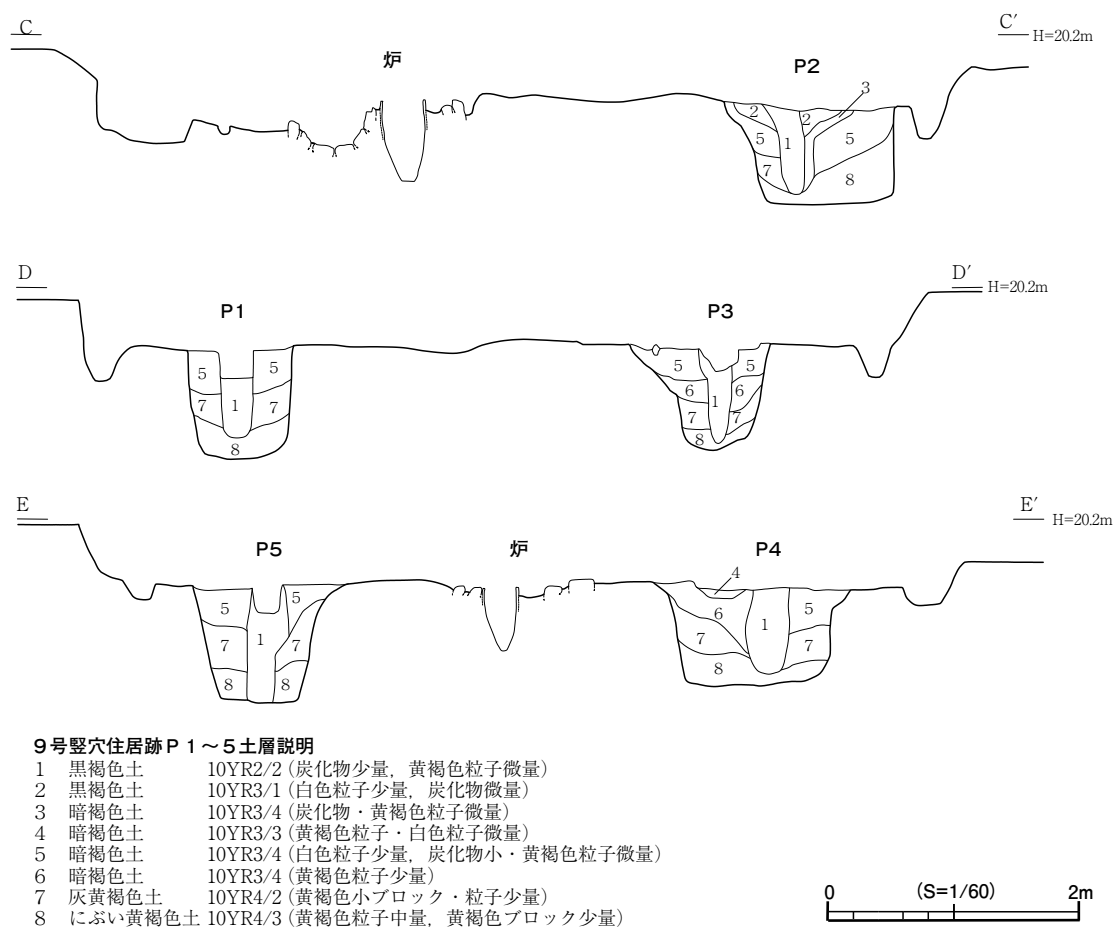 C
C′
H=20.2m
炉
P2
3
2
2
5
1
5
7
8
D
D′
H=20.2m
P1
P3
5
5
5
5
6
6
7
1
7
1
7
7
8
8
E
E′
H=20.2m
P5
炉
P4
4
5
5
6
1
5
7
1
7
7
7
8
8
8
9号竪穴住居跡P1～5土層説明
1 黒褐色土 10YR2/2 (炭化物少量，黄褐色粒子微量)
2 黒褐色土 10YR3/1 (白色粒子少量，炭化物微量)
3 暗褐色土 10YR3/4 (炭化物・黄褐色粒子微量)
4 暗褐色土 10YR3/3 (黄褐色粒子・白色粒子微量)
5 暗褐色土 10YR3/4 (白色粒子少量，炭化物小・黄褐色粒子微量)
6 暗褐色土 10YR3/4 (黄褐色粒子少量)
7 灰黄褐色土 10YR4/2 (黄褐色小ブロック・粒子少量)
8 にぶい黄褐色土 10YR4/3 (黄褐色粒子中量，黄褐色ブロック少量)
0 (S=1/60) 2m